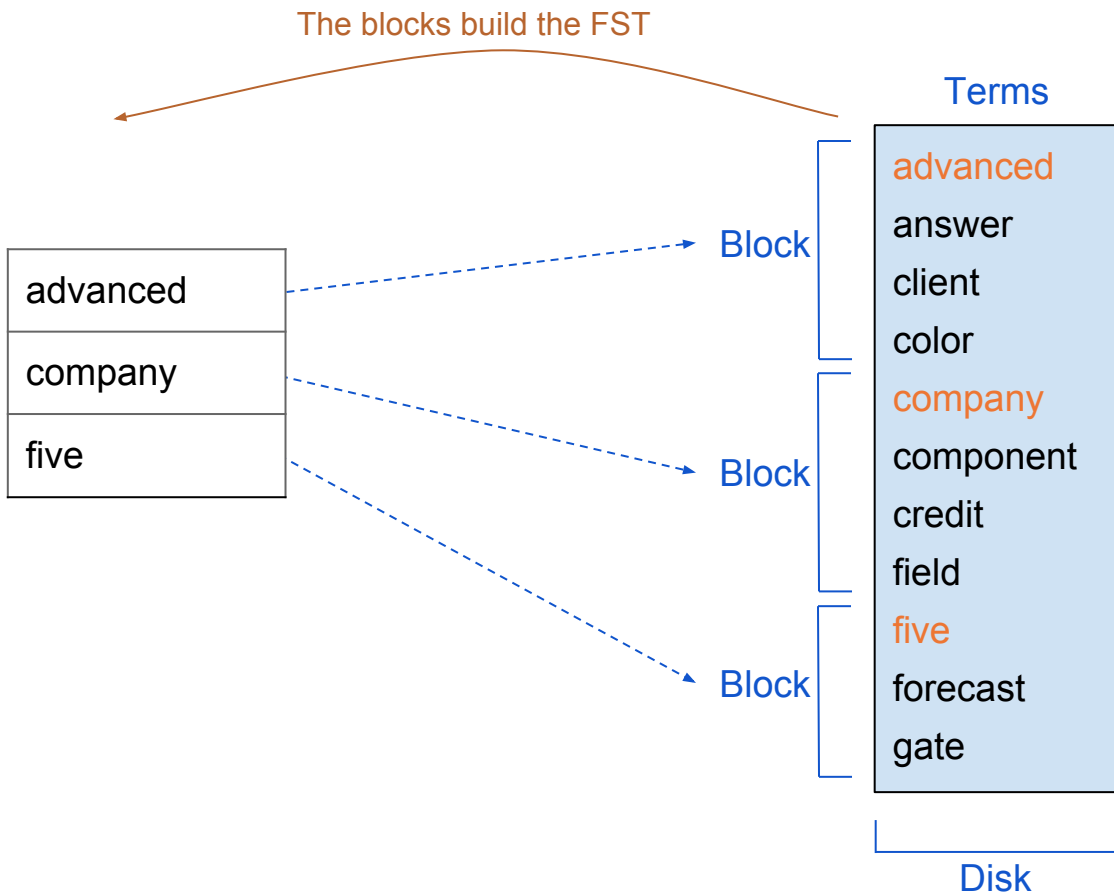 The blocks build the FST
Terms
advanced
company
five
Block
Block
Block
advanced
answer
client
color
company
component
credit
field
five
forecast
gate
Disk